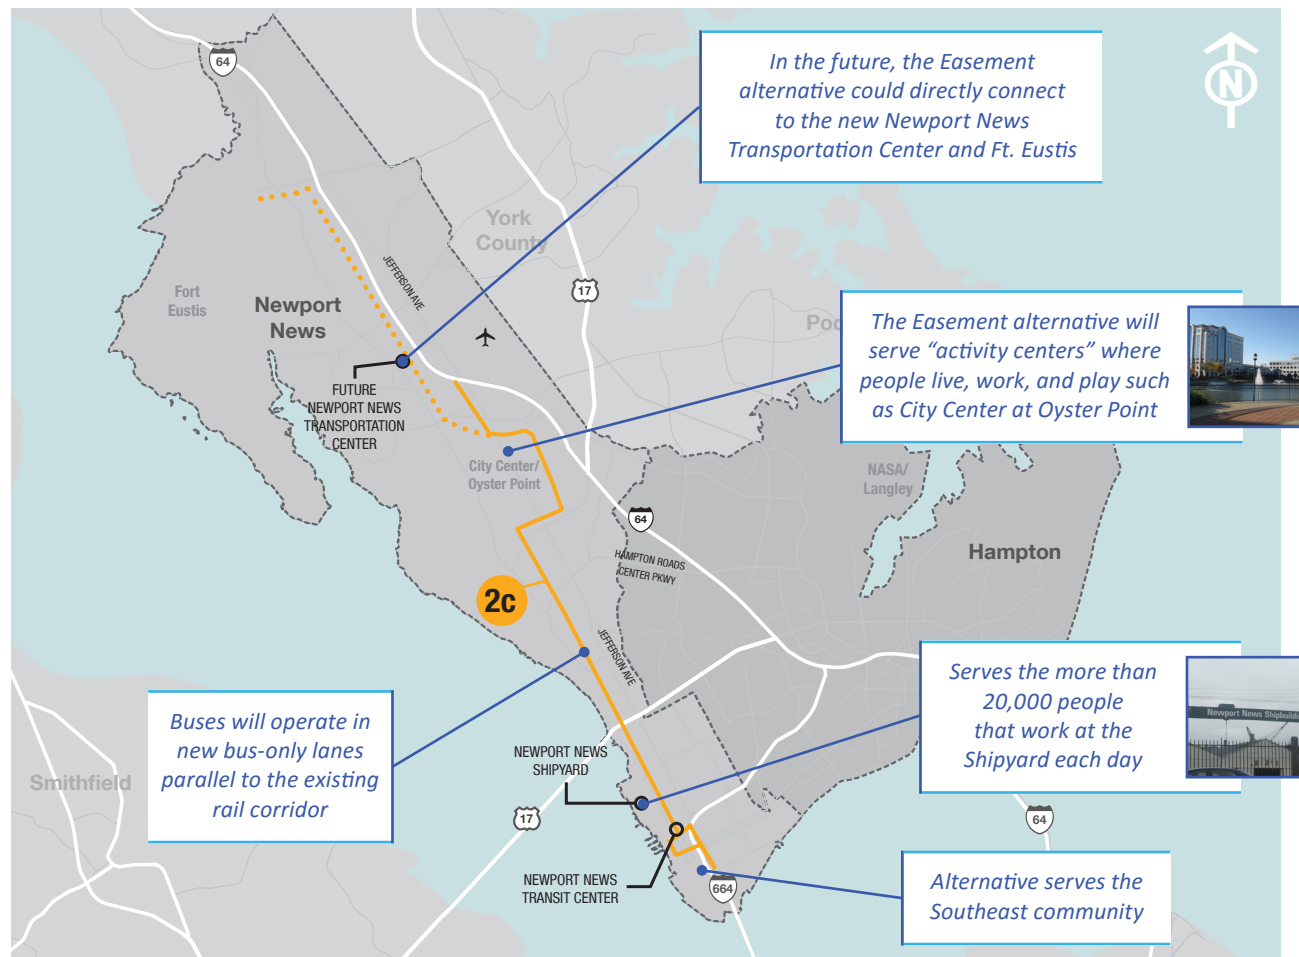 64
In the future, the Easement
alternative could directly connect
to the new Newport News
Transportation Center and Ft. Eustis
N
York
County
17
JEFFERSON AVE
Fort
Eustis
Newport
News
The Easement alternative will
serve “activity centers” where
people live, work, and play such
as City Center at Oyster Point
FUTURE
NEWPORT NEWS
TRANSPORTATION
CENTER
City Center/
Oyster Point
NASA/
Langley
64
HAMPTON ROADS
CENTER PKWY
Hampton
2c
JEFFERSON AVE
Serves the more than
20,000 people
that work at the
Shipyard each day
Newport News Shipbuilding
Buses will operate in
new bus-only lanes
parallel to the existing
rail corridor
NEWPORT NEWS
SHIPYARD
Smithfield
17
64
NEWPORT NEWS
TRANSIT CENTER
664
Alternative serves the
Southeast community